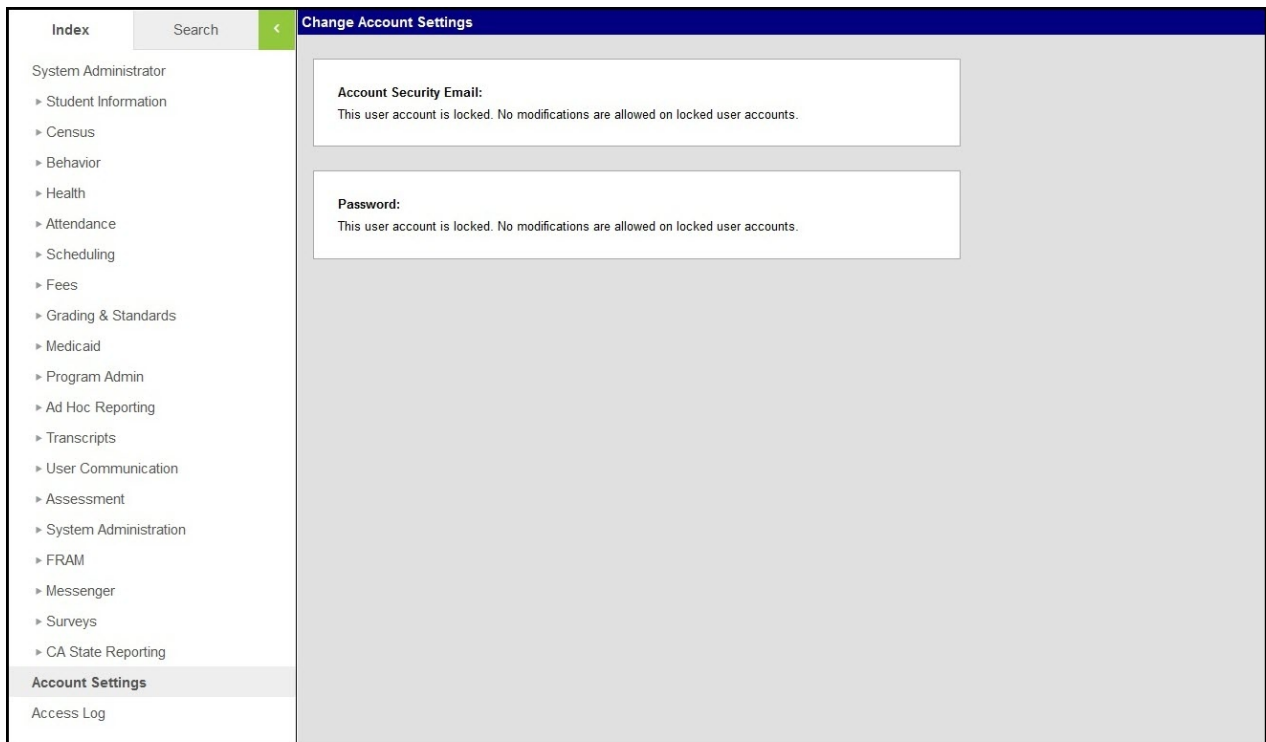 Index
Search
Change Account Settings
System Administrator
Student Information
Census
Behavior
Health
Attendance
Scheduling
Fees
Grading & Standards
Medicaid
Program Admin
Ad Hoc Reporting
Transcripts
User Communication
Assessment
System Administration
FRAM
Messenger
Surveys
CA State Reporting
Account Settings
Access Log
Account Security Email:
This user account is locked. No modifications are allowed on locked user accounts.
Password:
This user account is locked. No modifications are allowed on locked user accounts.